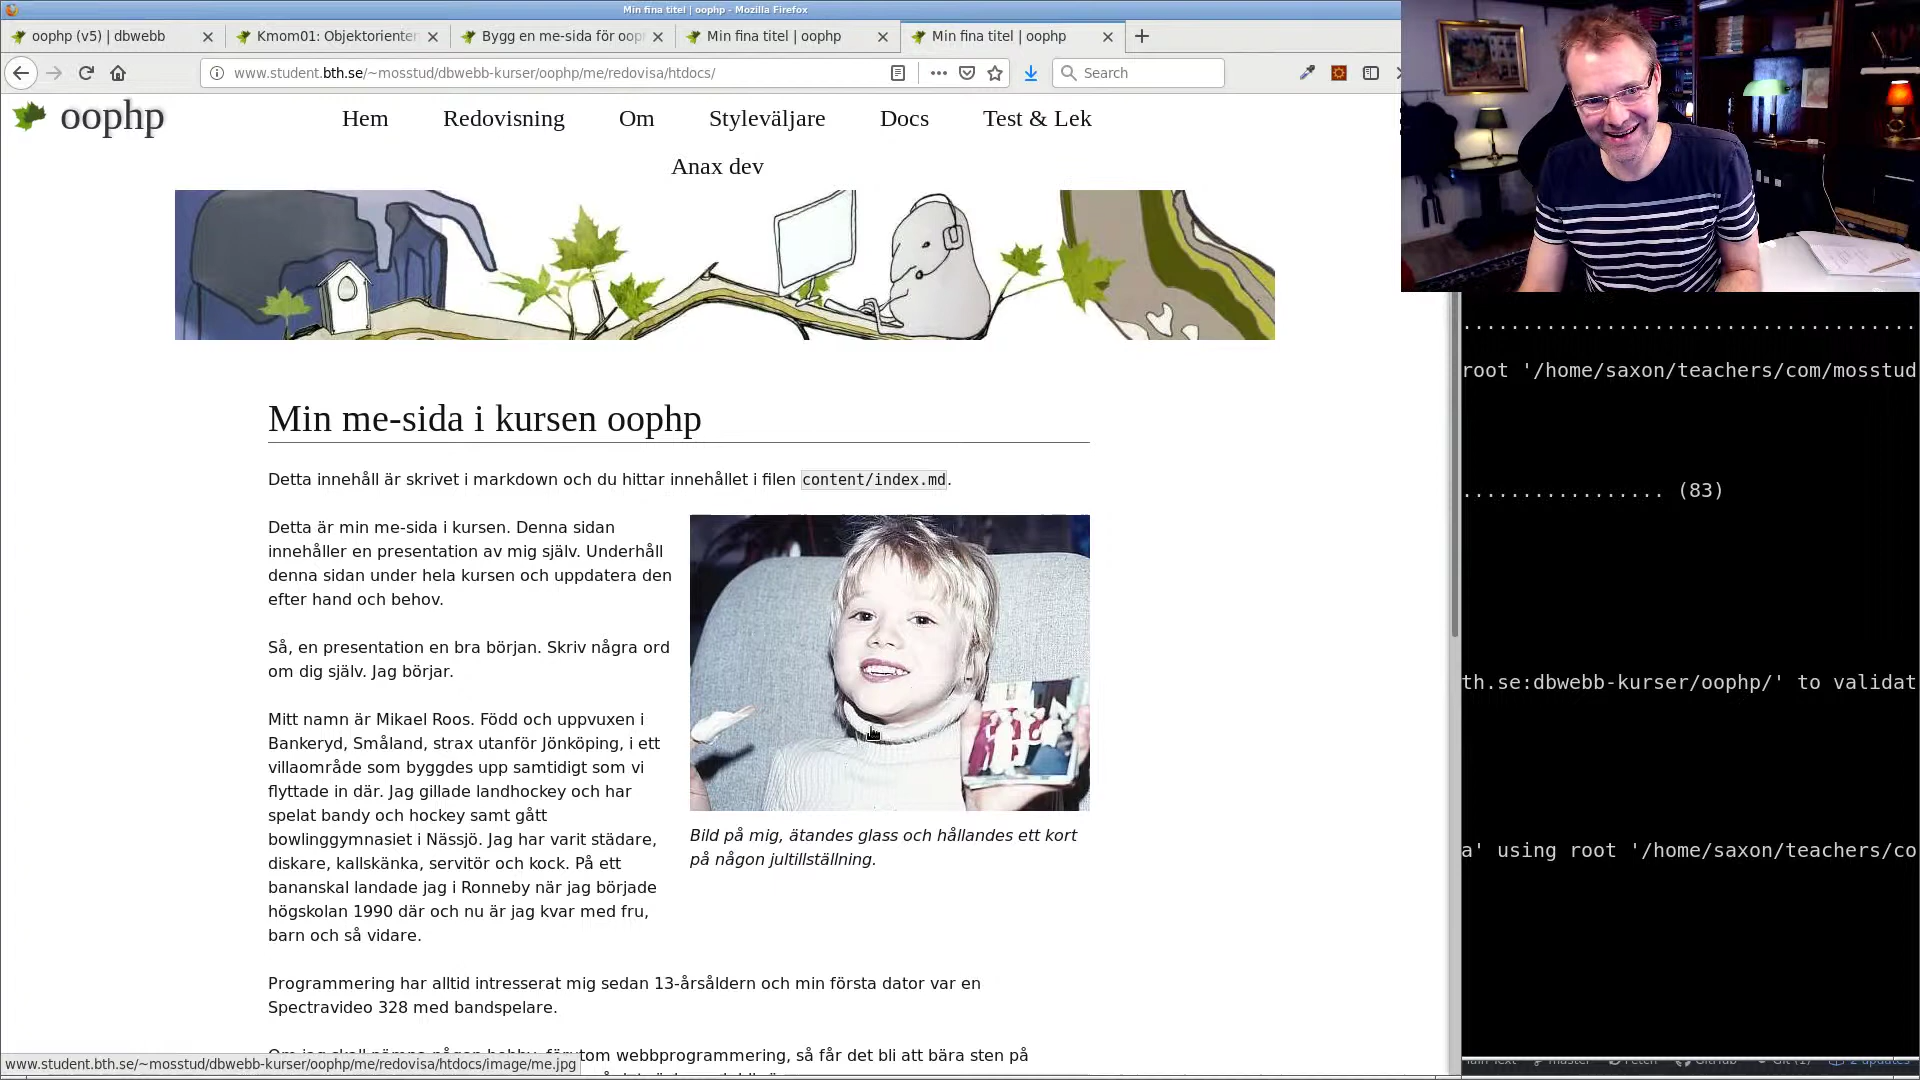 Min fina titel | oophp - Mozilla Firefox
oophp (v5) | dbwebb
Kmom01: Objektorienter
Bygg en me-sida för oop
Min fina titel | oophp
Min fina titel | oophp
www.student.bth.se/~mosstud/dbwebb-kurser/oophp/me/redovisa/htdocs/
Search
oophp
Hem
Redovisning
Om
Styleväljare
Docs
Test & Lek
Anax dev
Min me-sida i kursen oophp
Detta innehåll är skrivet i markdown och du hittar innehållet i filen content/index.md.
Detta är min me-sida i kursen. Denna sidan
innehåller en presentation av mig själv. Underhåll
denna sidan under hela kursen och uppdatera den
efter hand och behov.
Så, en presentation en bra början. Skriv några ord
om dig själv. Jag börjar.
Mitt namn är Mikael Roos. Född och uppvuxen i
Bankeryd, Småland, strax utanför Jönköping, i ett
villaområde som byggdes upp samtidigt som vi
flyttade in där. Jag gillade landhockey och har
spelat bandy och hockey samt gått
bowlinggymnasiet i Nässjö. Jag har varit städare,
diskare, kallskänka, servitör och kock. På ett
bananskal landade jag i Ronneby när jag började
högskolan 1990 där och nu är jag kvar med fru,
barn och så vidare.
Bild på mig, ätandes glass och hållandes ett kort
på någon jultillställning.
Programmering har alltid intresserat mig sedan 13-årsåldern och min första dator var en
Spectravideo 328 med bandspelare.
webbprogrammering, så får det bli att bära sten på
www.student.bth.se/~mosstud/dbwebb-kurser/oophp/me/redovisa/htdocs/image/me.jpg
......................................
root '/home/saxon/teachers/com/mosstud
................. (83)
th.se:dbwebb-kurser/oophp/' to validat
a' using root '/home/saxon/teachers/co